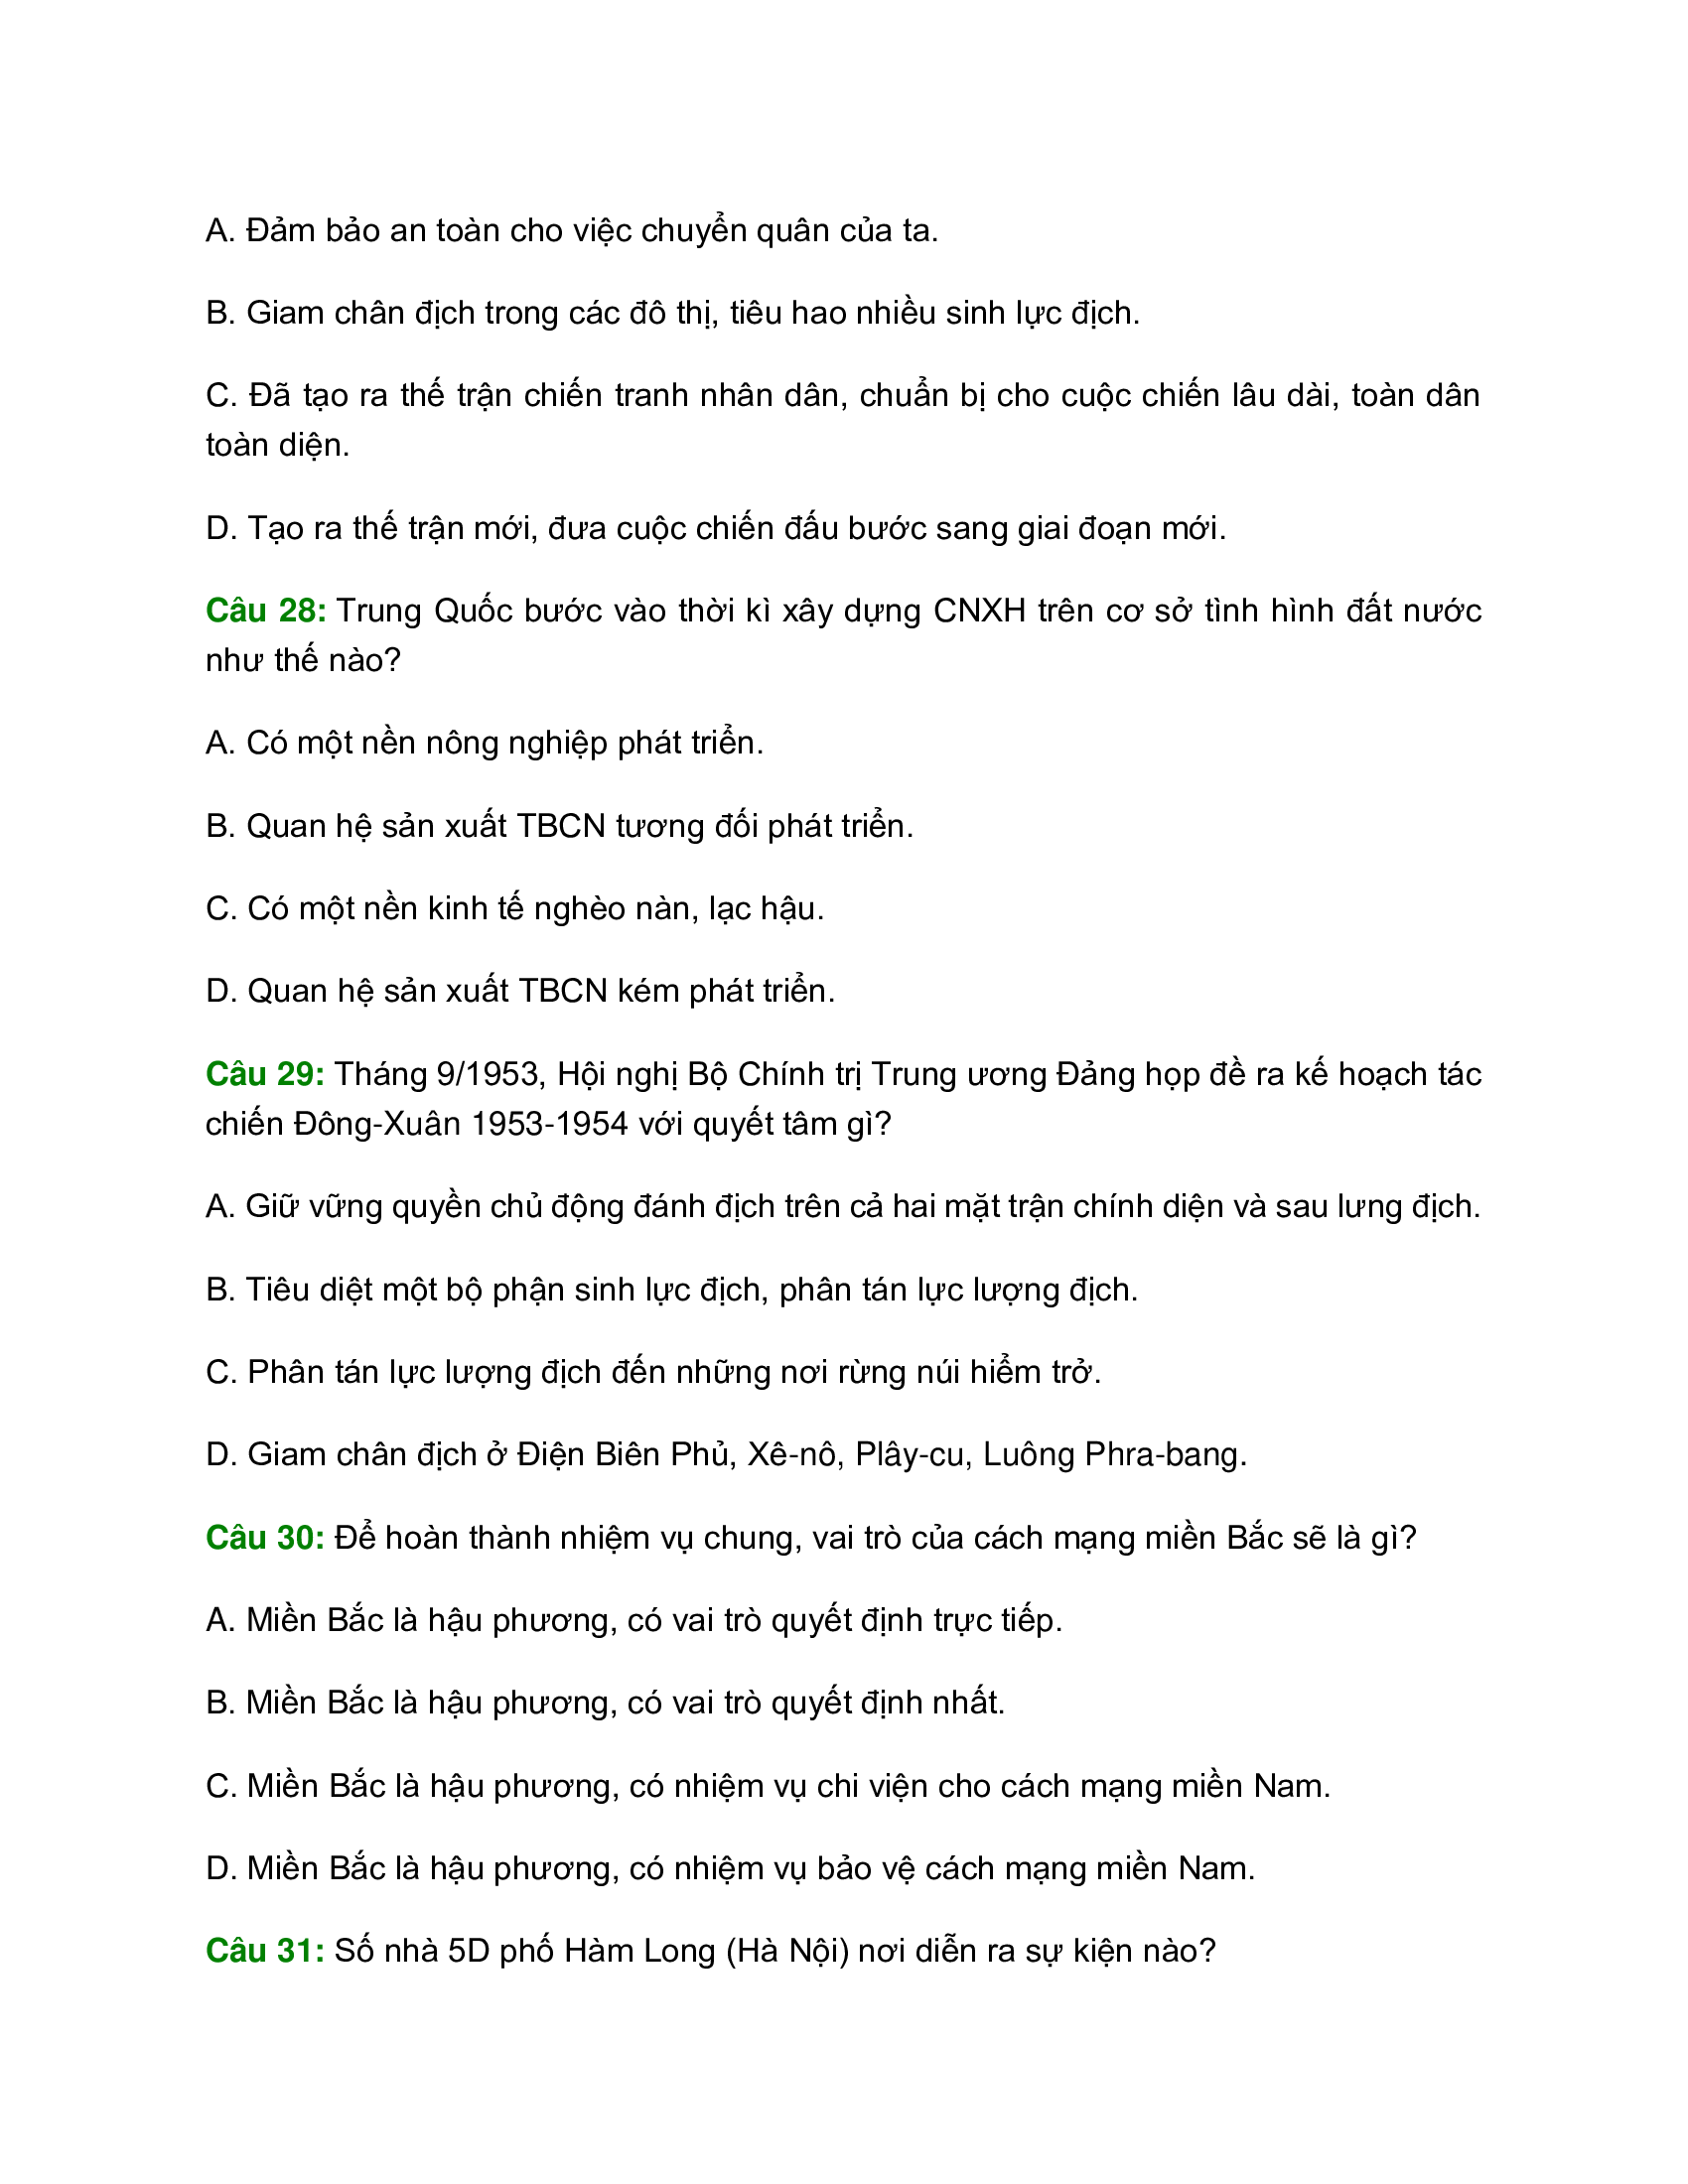 A. Đảm bảo an toàn cho việc chuyển quân của ta.
B. Giam chân địch trong các đô thị, tiêu hao nhiều sinh lực địch.
C. Đã tạo ra thế trận chiến tranh nhân dân, chuẩn bị cho cuộc chiến lâu dài, toàn dân
toàn diện.
D. Tạo ra thế trận mới, đưa cuộc chiến đấu bước sang giai đoạn mới.
Câu 28: Trung Quốc bước vào thời kì xây dựng CNXH trên cơ sở tình hình đất nước
như thế nào?
A. Có một nền nông nghiệp phát triển.
B. Quan hệ sản xuất TBCN tương đối phát triển.
C. Có một nền kinh tế nghèo nàn, lạc hậu.
D. Quan hệ sản xuất TBCN kém phát triển.
Câu 29: Tháng 9/1953, Hội nghị Bộ Chính trị Trung ương Đảng họp đề ra kế hoạch tác
chiến Đông-Xuân 1953-1954 với quyết tâm gì?
A. Giữ vững quyền chủ động đánh địch trên cả hai mặt trận chính diện và sau lưng địch.
B. Tiêu diệt một bộ phận sinh lực địch, phân tán lực lượng địch.
C. Phân tán lực lượng địch đến những nơi rừng núi hiểm trở.
D. Giam chân địch ở Điện Biên Phủ, Xê-nô, Plây-cu, Luông Phra-bang.
Câu 30: Để hoàn thành nhiệm vụ chung, vai trò của cách mạng miền Bắc sẽ là gì?
A. Miền Bắc là hậu phương, có vai trò quyết định trực tiếp.
B. Miền Bắc là hậu phương, có vai trò quyết định nhất.
C. Miền Bắc là hậu phương, có nhiệm vụ chi viện cho cách mạng miền Nam.
D. Miền Bắc là hậu phương, có nhiệm vụ bảo vệ cách mạng miền Nam.
Câu 31: Số nhà 5D phố Hàm Long (Hà Nội) nơi diễn ra sự kiện nào?